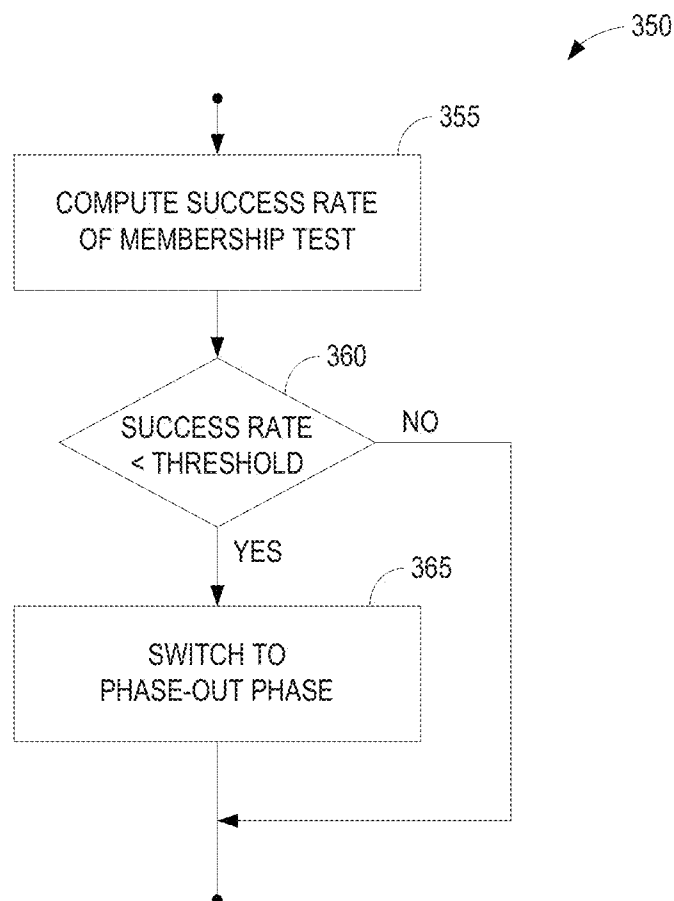 350
355
COMPUTE SUCCESS RATE
OF MEMBERSHIP TEST
360
SUCCESS RATE
< THRESHOLD
NO
YES
365
SWITCH TO
PHASE-OUT PHASE